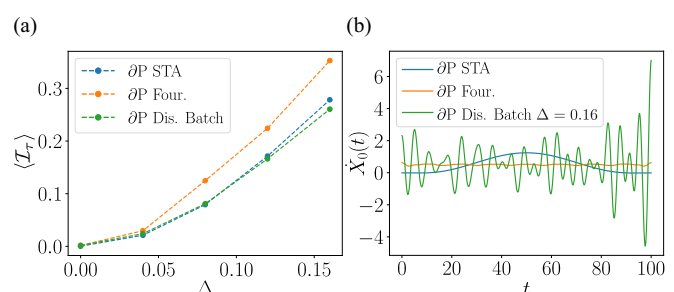 (a)
∂P STA
∂P Four.
∂P Dis. Batch
⟨I_τ⟩
0.3
0.2
0.1
0.0
0.00 0.05 0.10 0.15
Δ
(b)
∂P STA
∂P Four.
∂P Dis. Batch Δ = 0.16
Ẋ₀(t)
6
4
2
0
−2
−4
0 20 40 60 80 100
t